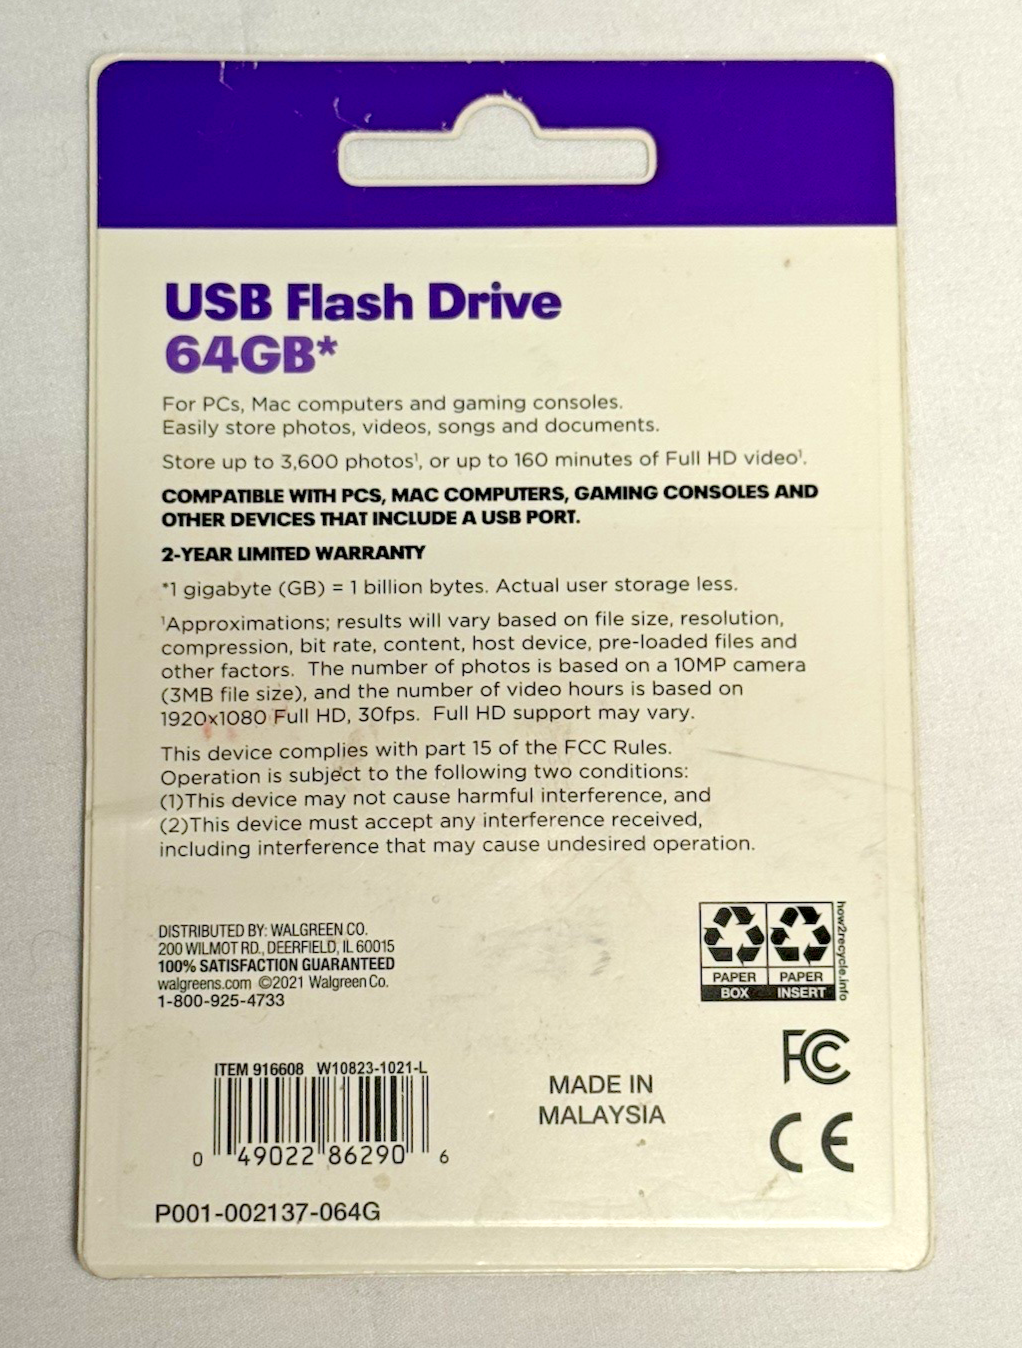 USB Flash Drive
64GB*
For PCs, Mac computers and gaming consoles.
Easily store photos, videos, songs and documents.
Store up to 3,600 photos¹, or up to 160 minutes of Full HD video¹.
COMPATIBLE WITH PCS, MAC COMPUTERS, GAMING CONSOLES AND
OTHER DEVICES THAT INCLUDE A USB PORT.
2-YEAR LIMITED WARRANTY
*1 gigabyte (GB) = 1 billion bytes. Actual user storage less.
¹Approximations; results will vary based on file size, resolution,
compression, bit rate, content, host device, pre-loaded files and
other factors. The number of photos is based on a 10MP camera
(3MB file size), and the number of video hours is based on
1920x1080 Full HD, 30fps. Full HD support may vary.
This device complies with part 15 of the FCC Rules.
Operation is subject to the following two conditions:
(1)This device may not cause harmful interference, and
(2)This device must accept any interference received,
including interference that may cause undesired operation.
DISTRIBUTED BY: WALGREEN CO.
200 WILMOT RD., DEERFIELD, IL 60015
100% SATISFACTION GUARANTEED
walgreens.com ©2021 Walgreen Co.
1-800-925-4733
PAPER PAPER
BOX INSERT
how2recycle.info
FC
CE
MADE IN
MALAYSIA
ITEM 916608 W10823-1021-L
0 49022 86290 6
P001-002137-064G